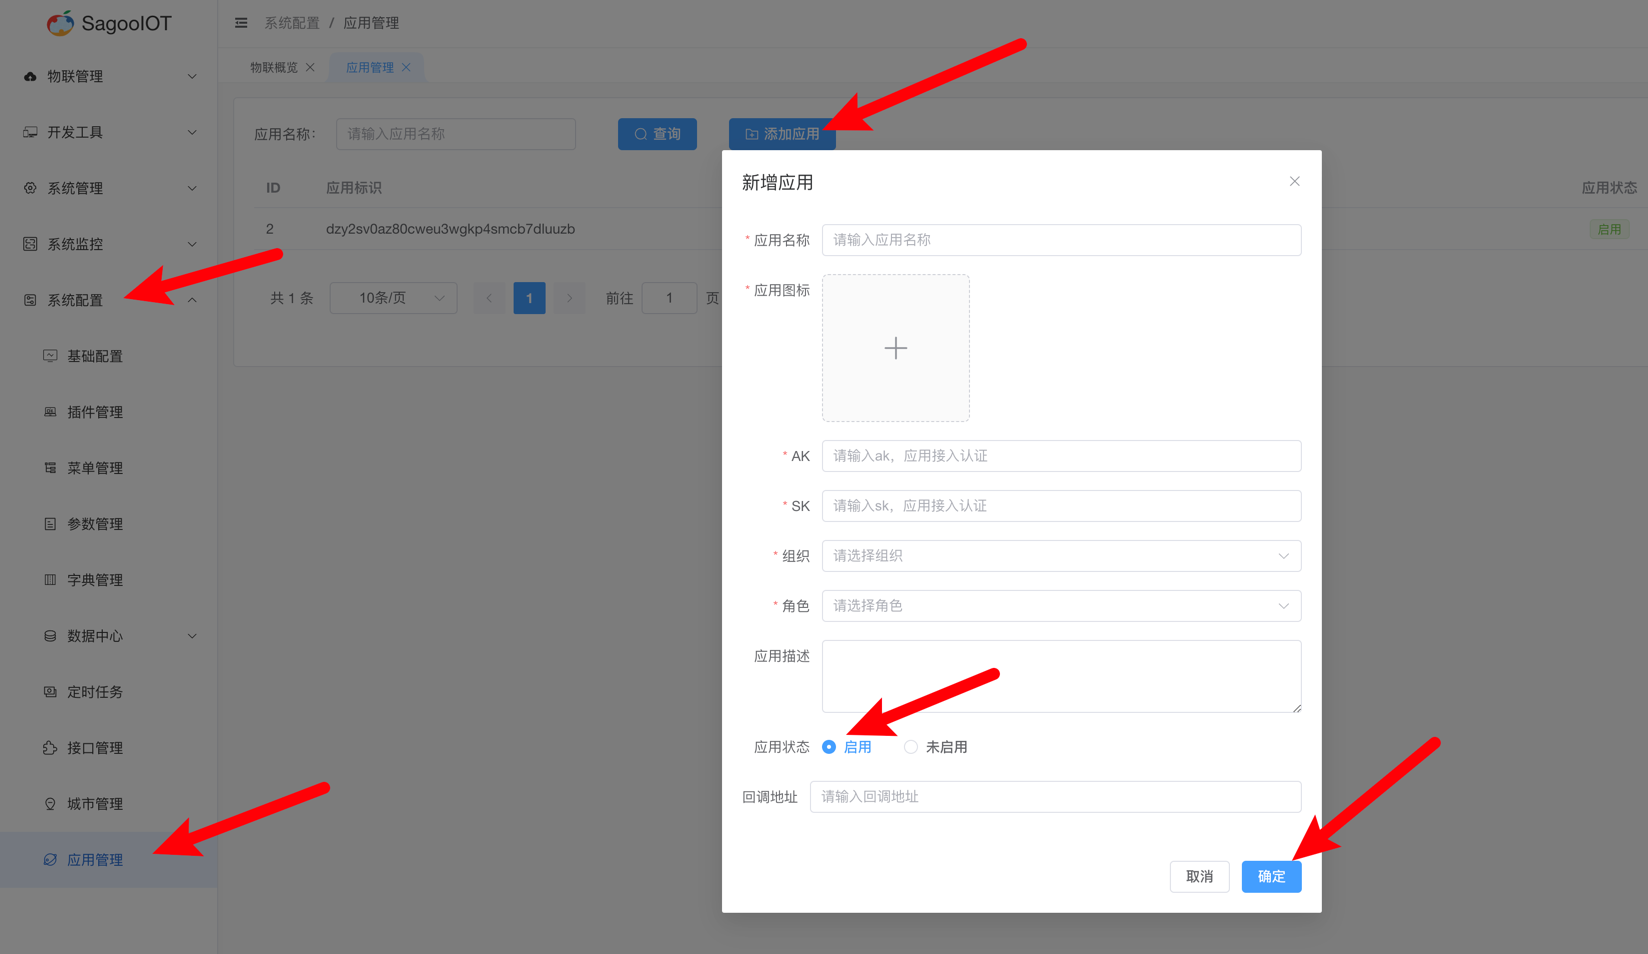 SagooIOT
系统配置 / 应用管理
物联概览
应用管理
物联管理
开发工具
系统管理
系统监控
系统配置
基础配置
插件管理
菜单管理
参数管理
字典管理
数据中心
定时任务
接口管理
城市管理
应用管理
应用名称：
请输入应用名称
查询
添加应用
ID
应用标识
应用状态
2
dzy2sv0az80cweu3wgkp4smcb7dluuzb
启用
共 1 条
10条/页
1
前往
1
页
新增应用
* 应用名称
请输入应用名称
* 应用图标
* AK
请输入ak，应用接入认证
* SK
请输入sk，应用接入认证
* 组织
请选择组织
* 角色
请选择角色
应用描述
应用状态
启用
未启用
回调地址
请输入回调地址
取消
确定